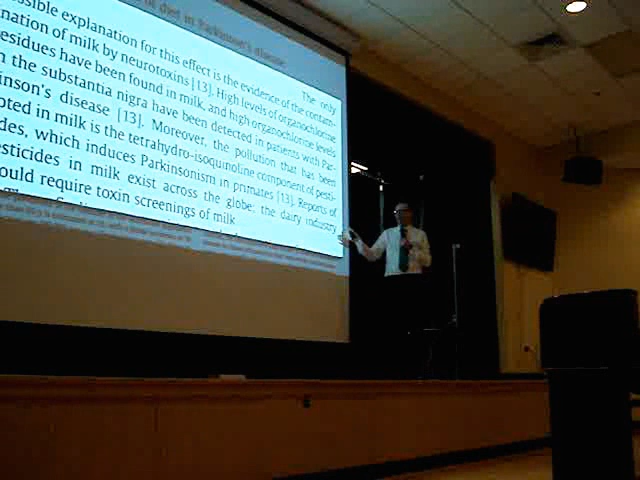 of diet in Parkinson's disease
The only
ssible explanation for this effect is the evidence of the contam-
nation of milk by neurotoxins [13]. High levels of organochlorine
residues have been found in milk, and high organochlorine levels
n the substantia nigra have been detected in patients with Par-
inson's disease [13]. Moreover, the pollution that has been
oted in milk is the tetrahydro-isoquinoline component of pesti-
des, which induces Parkinsonism in primates [13]. Reports of
esticides in milk exist across the globe: the dairy industry
ould require toxin screenings of milk